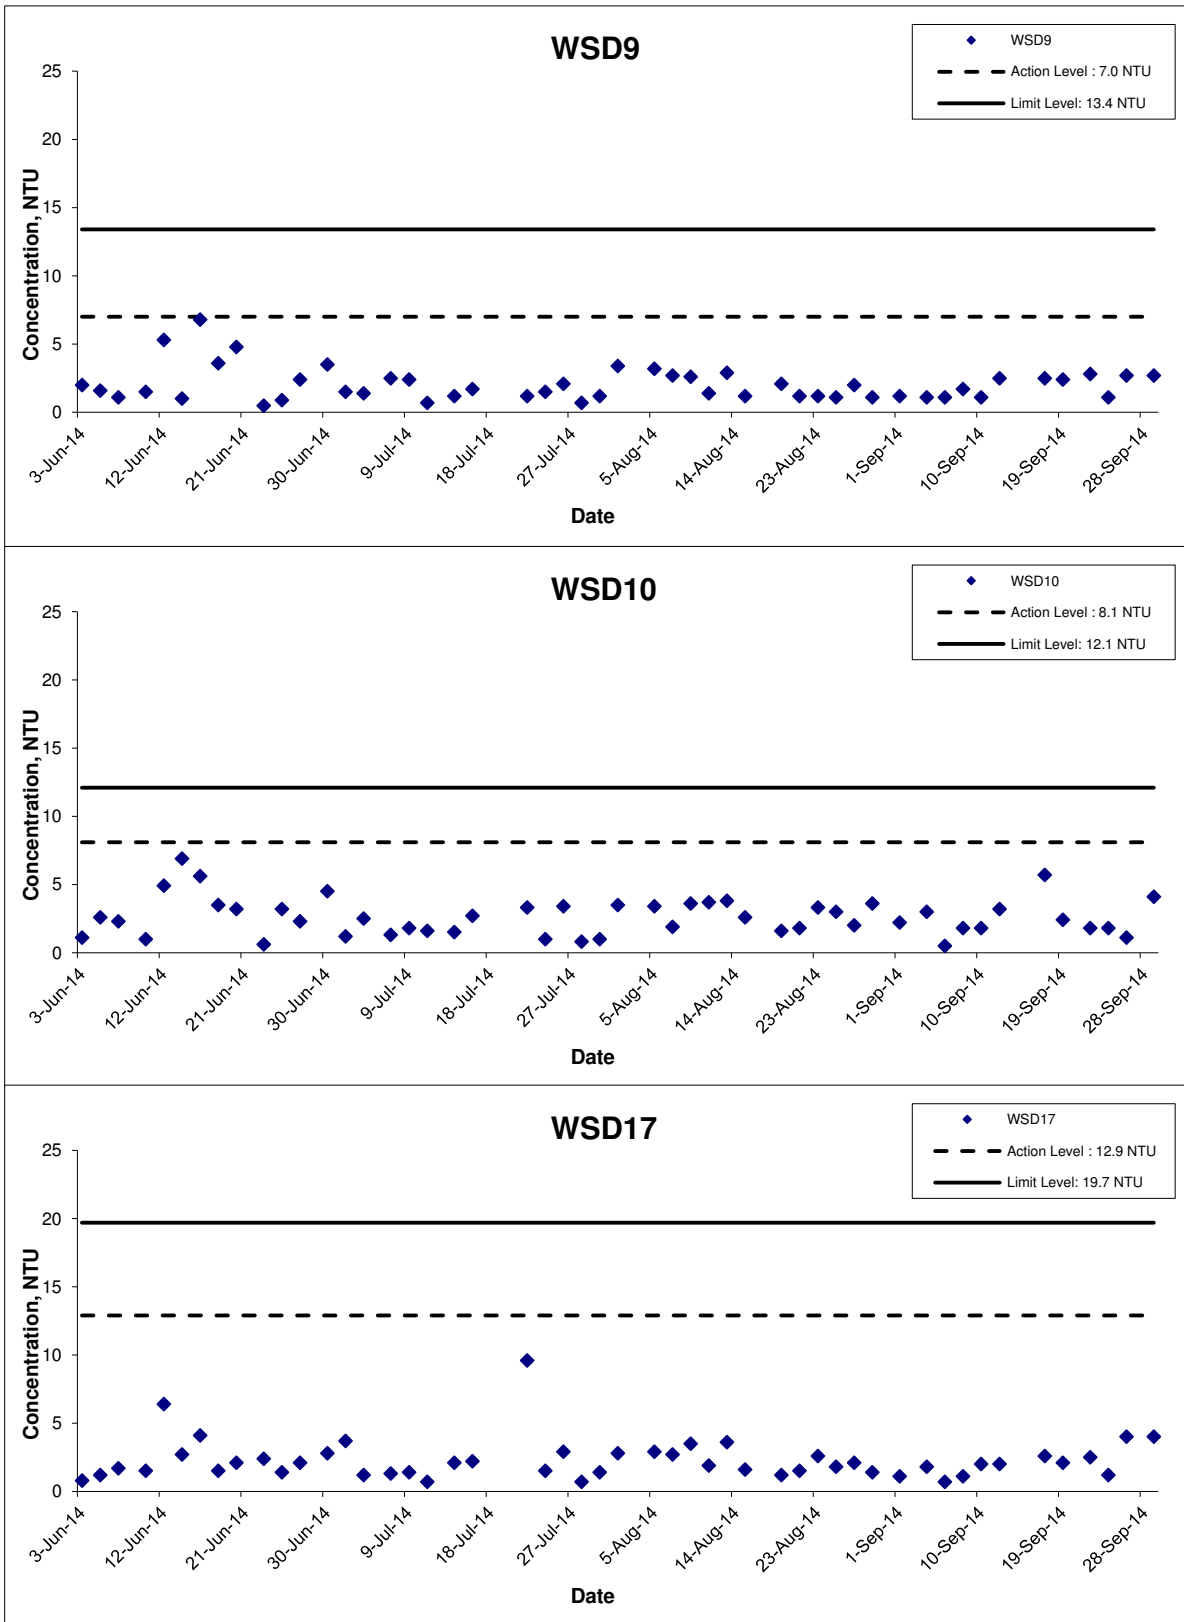 WSD9
WSD9
Action Level : 7.0 NTU
Limit Level: 13.4 NTU
Concentration, NTU
25
20
15
10
5
0
3-Jun-14
12-Jun-14
21-Jun-14
30-Jun-14
9-Jul-14
18-Jul-14
27-Jul-14
5-Aug-14
14-Aug-14
23-Aug-14
1-Sep-14
10-Sep-14
19-Sep-14
28-Sep-14
Date
WSD10
WSD10
Action Level : 8.1 NTU
Limit Level: 12.1 NTU
Concentration, NTU
25
20
15
10
5
0
3-Jun-14
12-Jun-14
21-Jun-14
30-Jun-14
9-Jul-14
18-Jul-14
27-Jul-14
5-Aug-14
14-Aug-14
23-Aug-14
1-Sep-14
10-Sep-14
19-Sep-14
28-Sep-14
Date
WSD17
WSD17
Action Level : 12.9 NTU
Limit Level: 19.7 NTU
Concentration, NTU
25
20
15
10
5
0
3-Jun-14
12-Jun-14
21-Jun-14
30-Jun-14
9-Jul-14
18-Jul-14
27-Jul-14
5-Aug-14
14-Aug-14
23-Aug-14
1-Sep-14
10-Sep-14
19-Sep-14
28-Sep-14
Date